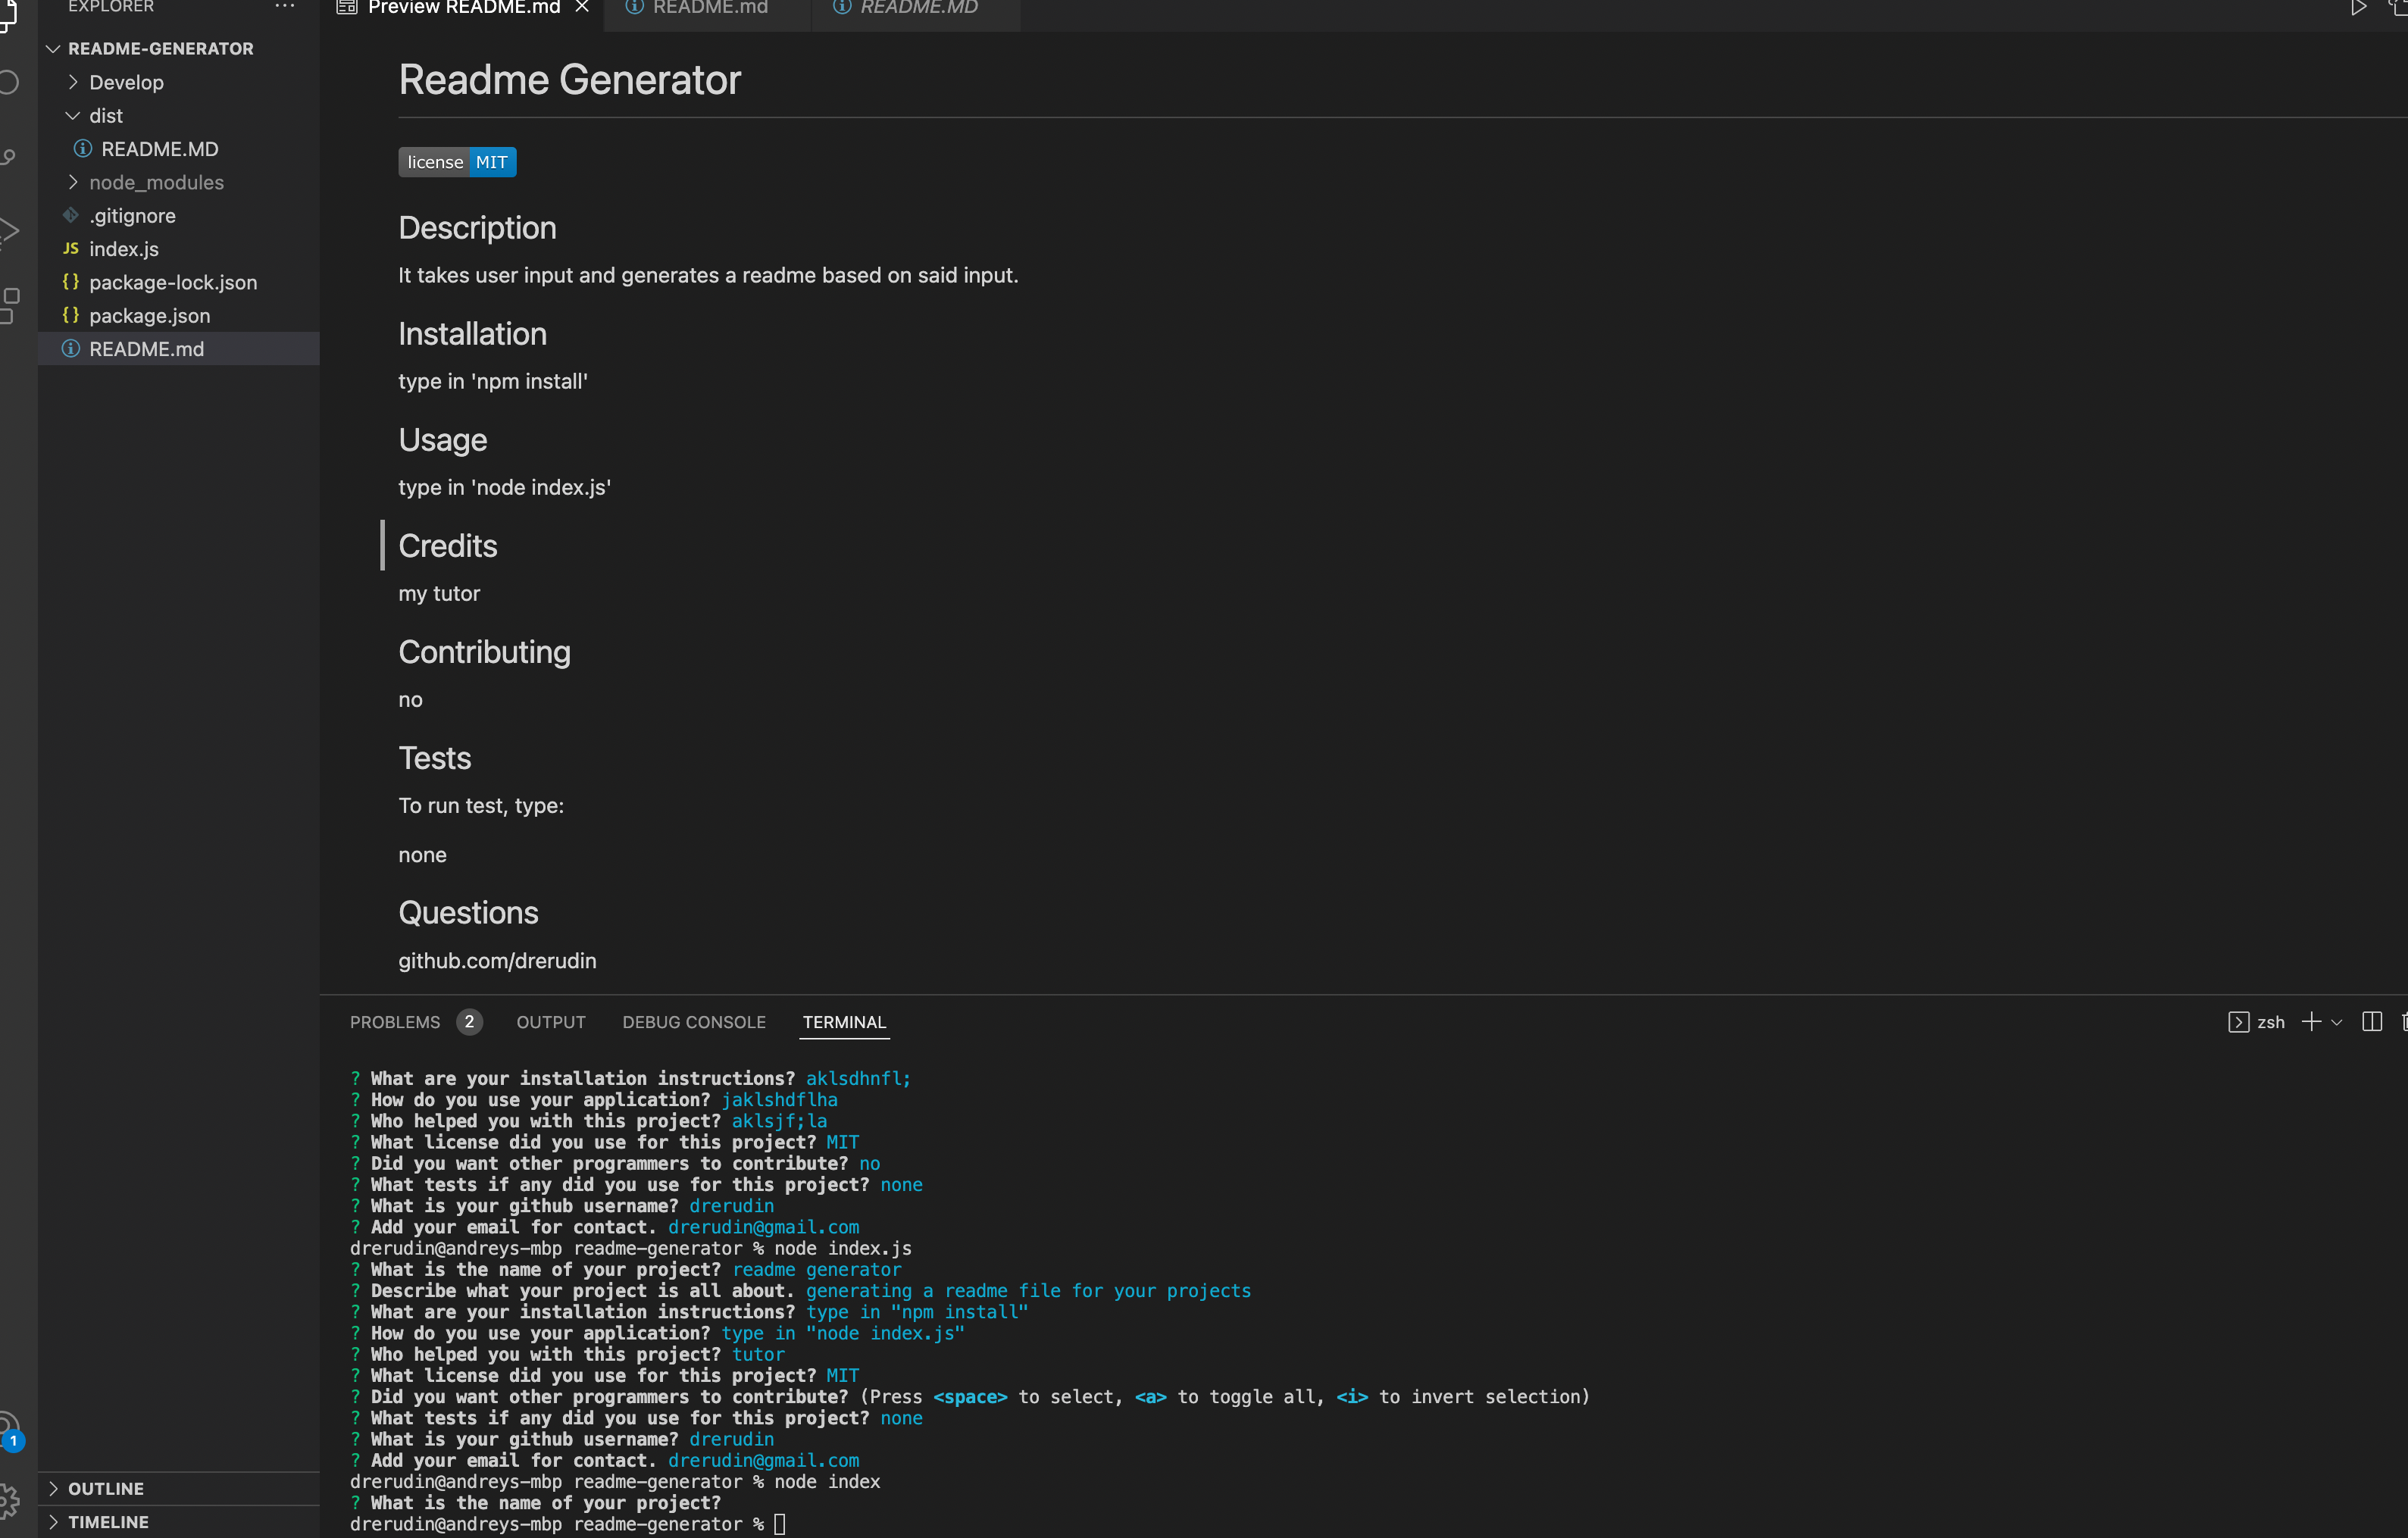 EXPLORER
···
README-GENERATOR
Develop
dist
README.MD
node_modules
.gitignore
JS index.js
{} package-lock.json
{} package.json
README.md
1
OUTLINE
TIMELINE
Preview README.md
README.md
README.MD
Readme Generator
license MIT
Description
It takes user input and generates a readme based on said input.
Installation
type in 'npm install'
Usage
type in 'node index.js'
Credits
my tutor
Contributing
no
Tests
To run test, type:
none
Questions
github.com/drerudin
PROBLEMS 2 OUTPUT DEBUG CONSOLE TERMINAL
zsh
? What are your installation instructions? aklsdhnfl;
? How do you use your application? jaklshdflha
? Who helped you with this project? aklsjf;la
? What license did you use for this project? MIT
? Did you want other programmers to contribute? no
? What tests if any did you use for this project? none
? What is your github username? drerudin
? Add your email for contact. drerudin@gmail.com
drerudin@andreys-mbp readme-generator % node index.js
? What is the name of your project? readme generator
? Describe what your project is all about. generating a readme file for your projects
? What are your installation instructions? type in "npm install"
? How do you use your application? type in "node index.js"
? Who helped you with this project? tutor
? What license did you use for this project? MIT
? Did you want other programmers to contribute? (Press <space> to select, <a> to toggle all, <i> to invert selection)
? What tests if any did you use for this project? none
? What is your github username? drerudin
? Add your email for contact. drerudin@gmail.com
drerudin@andreys-mbp readme-generator % node index
? What is the name of your project?
drerudin@andreys-mbp readme-generator %